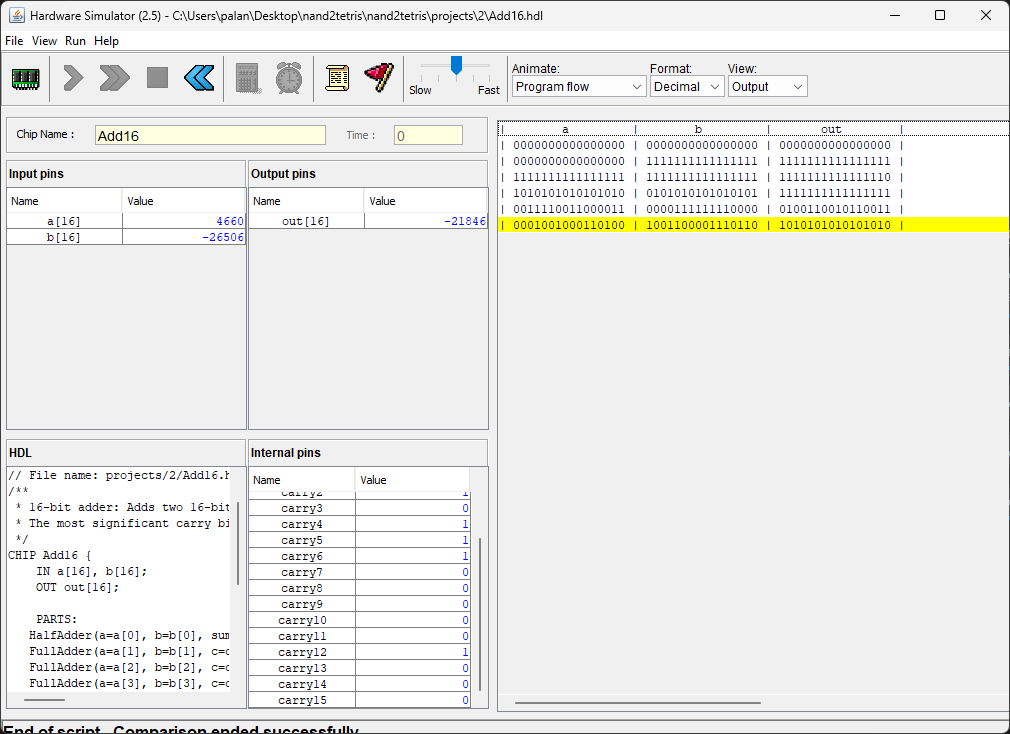 Hardware Simulator (2.5) - C:\Users\palan\Desktop\nand2tetris\nand2tetris\projects\2\Add16.hdl
File View Run Help
Slow Fast
Animate: Format: View:
Program flow Decimal Output
Chip Name : Add16 Time : 0
Input pins
Name Value
a[16] 4660
b[16] -26506
Output pins
Name Value
out[16] -21846
| a | b | out |
| 0000000000000000 | 0000000000000000 | 0000000000000000 |
| 0000000000000000 | 1111111111111111 | 1111111111111111 |
| 1111111111111111 | 1111111111111111 | 1111111111111110 |
| 1010101010101010 | 0101010101010101 | 1111111111111111 |
| 0011110011000011 | 0000111111110000 | 0100110010110011 |
| 0001001000110100 | 1001100001110110 | 1010101010101010 |
HDL
// File name: projects/2/Add16.h
/**
* 16-bit adder: Adds two 16-bit
* The most significant carry bi
*/
CHIP Add16 {
IN a[16], b[16];
OUT out[16];
PARTS:
HalfAdder(a=a[0], b=b[0], sum
FullAdder(a=a[1], b=b[1], c=c
FullAdder(a=a[2], b=b[2], c=c
FullAdder(a=a[3], b=b[3], c=c
Internal pins
Name Value
carry2 1
carry3 0
carry4 1
carry5 1
carry6 1
carry7 0
carry8 0
carry9 0
carry10 0
carry11 0
carry12 1
carry13 0
carry14 0
carry15 0
End of script - Comparison ended successfully